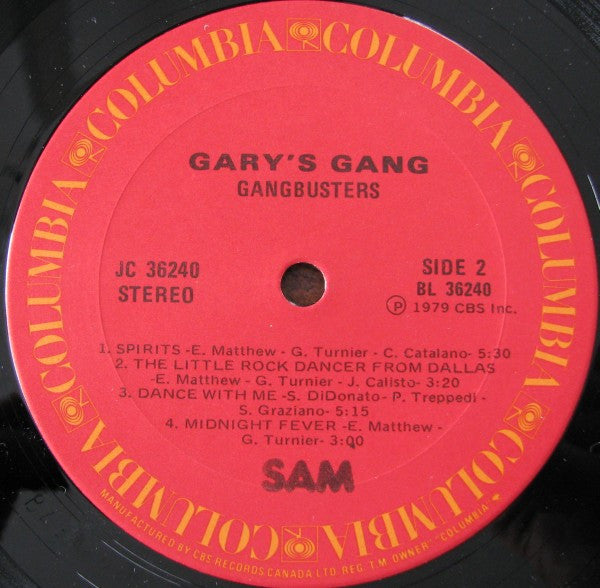 COLUMBIA COLUMBIA COLUMBIA COLUMBIA COLUMBIA COLUMBIA
GARY'S GANG
GANGBUSTERS
JC 36240
STEREO
SIDE 2
BL 36240
Ⓟ 1979 CBS Inc.
1. SPIRITS -E. Matthew - G. Turnier - C. Catalano- 5:30
2. THE LITTLE ROCK DANCER FROM DALLAS
-E. Matthew - G. Turnier - J. Calisto- 3:20
3. DANCE WITH ME -S. DiDonato- P. Treppedi -
S. Graziano- 5:15
4. MIDNIGHT FEVER -E. Matthew -
G. Turnier- 3:00
SAM
MANUFACTURED BY CBS RECORDS CANADA LTD. REG. T.M. OWNER "COLUMBIA"